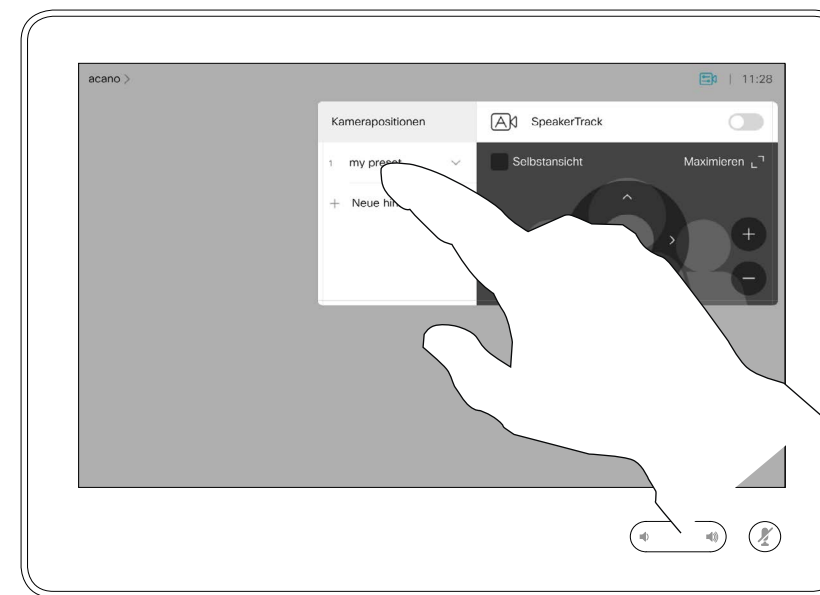 acano
11:28
Kamerapositionen
SpeakerTrack
1 my preset
Selbstansicht
Maximieren
+ Neue